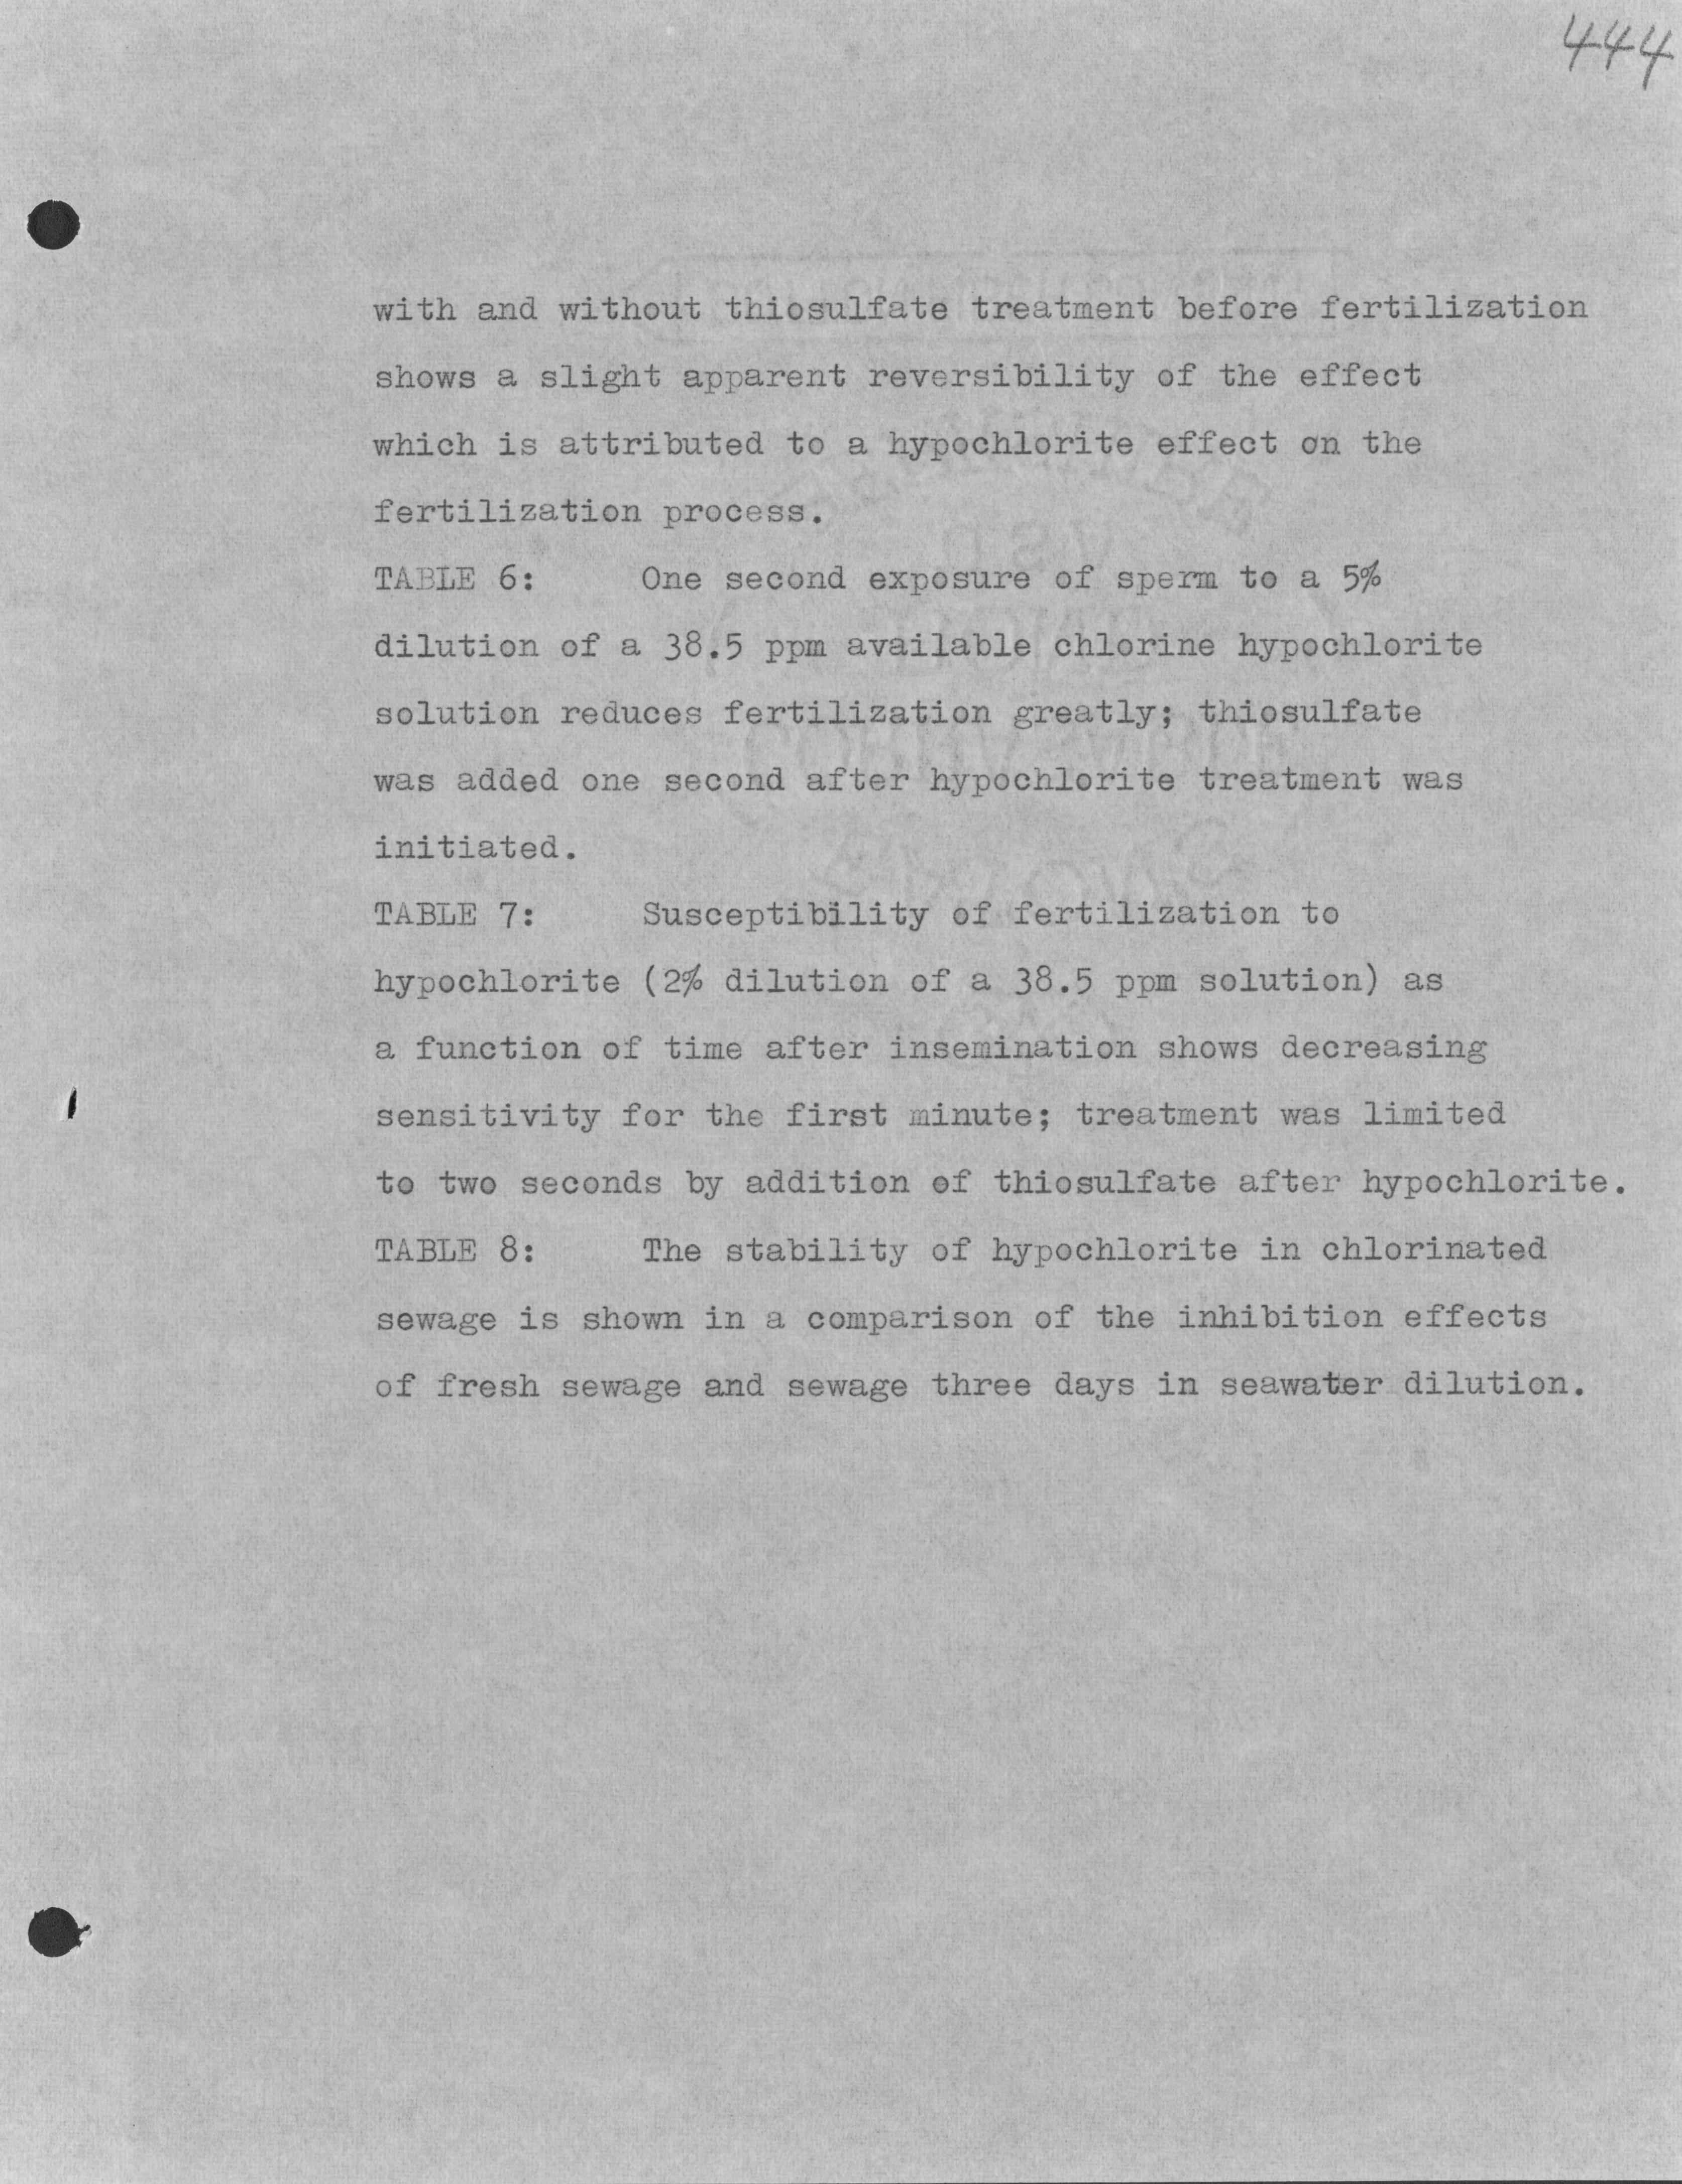 444
with and without thiosulfate treatment before fertilization
shows a slight apparent reversibility of the effect
which is attributed to a hypochlorite effect on the
fertilization process.
TABLE 6: One second exposure of sperm to a 5%
dilution of a 38.5 ppm available chlorine hypochlorite
solution reduces fertilization greatly; thiosulfate
was added one second after hypochlorite treatment was
initiated.
TABLE 7: Susceptibility of fertilization to
hypochlorite (2% dilution of a 38.5 ppm solution) as
a function of time after insemination shows decreasing
sensitivity for the first minute; treatment was limited
to two seconds by addition of thiosulfate after hypochlorite.
TABLE 8: The stability of hypochlorite in chlorinated
sewage is shown in a comparison of the inhibition effects
of fresh sewage and sewage three days in seawater dilution.